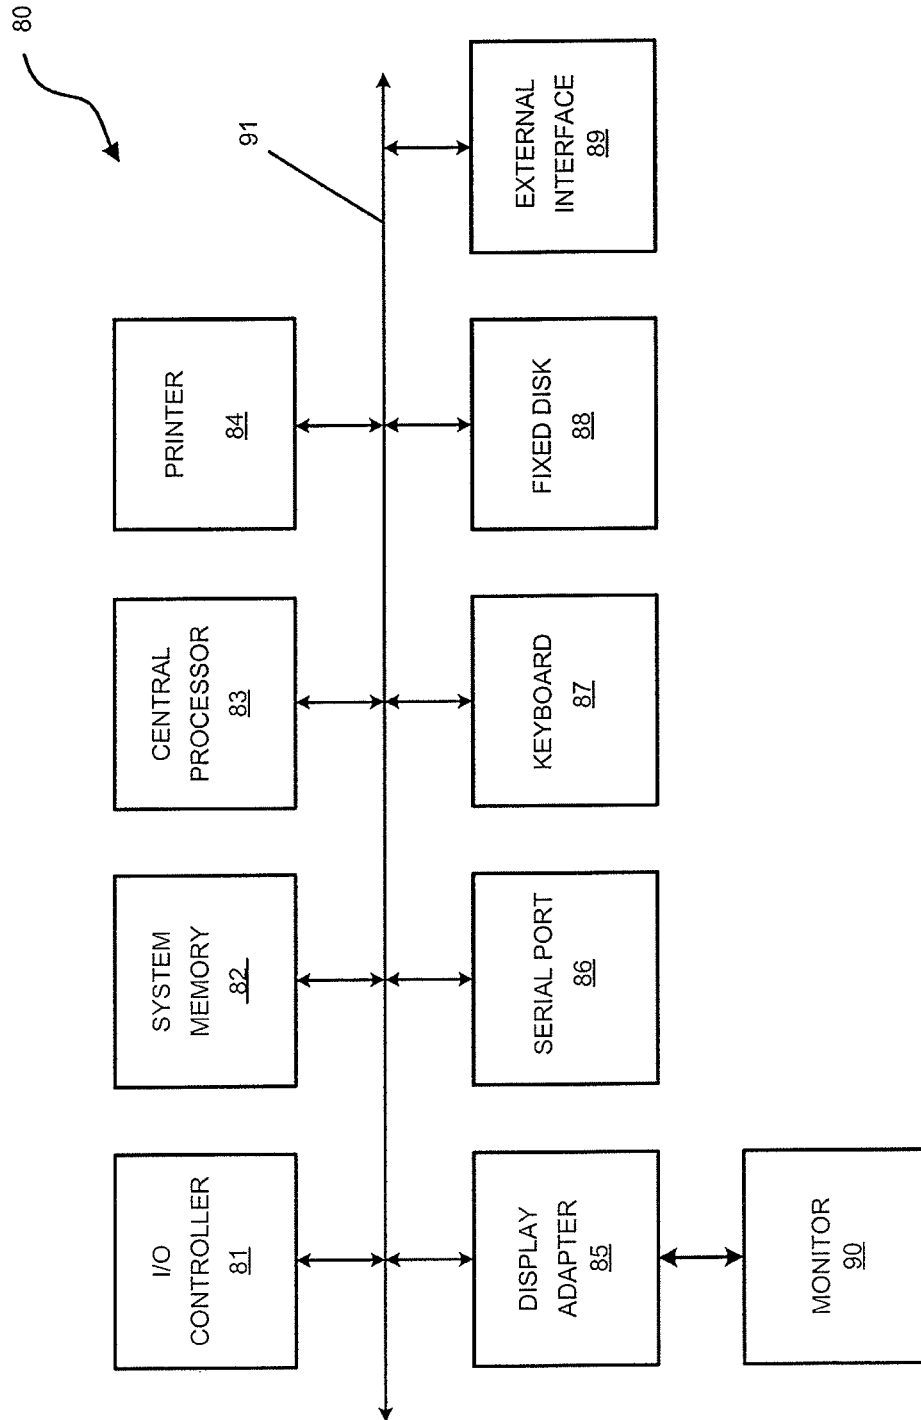 80
I/O
CONTROLLER
81
SYSTEM
MEMORY
82
CENTRAL
PROCESSOR
83
PRINTER
84
91
DISPLAY
ADAPTER
85
SERIAL PORT
86
KEYBOARD
87
FIXED DISK
88
EXTERNAL
INTERFACE
89
MONITOR
90